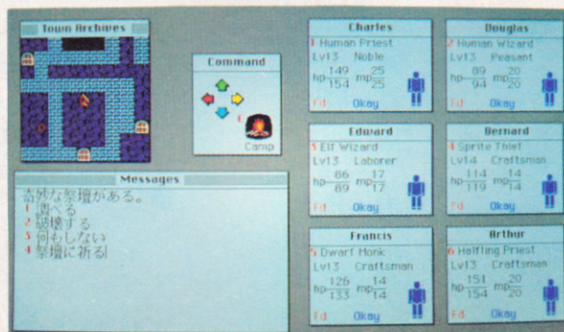 Town Archives
Command
Camp
Messages
奇妙な祭壇がある。
1 調べる
2 破壊する
3 何もしない
4 祭壇に祈る
Charles
1 Human Priest
Lv13 Noble
hp 149/154 mp 25/25
Fd Okay
Douglas
2 Human Wizard
Lv13 Peasant
hp 89/94 mp 20/20
Fd Okay
Edward
3 Elf Wizard
Lv13 Laborer
hp 86/89 mp 17/17
Fd Okay
Bernard
4 Sprite Thief
Lv14 Craftsman
hp 114/119 mp 14/14
Fd Okay
Francis
5 Dwarf Monk
Lv13 Craftsman
hp 126/133 mp 14/14
Fd Okay
Arthur
6 Halfling Priest
Lv13 Craftsman
hp 151/154 mp 20/20
Fd Okay